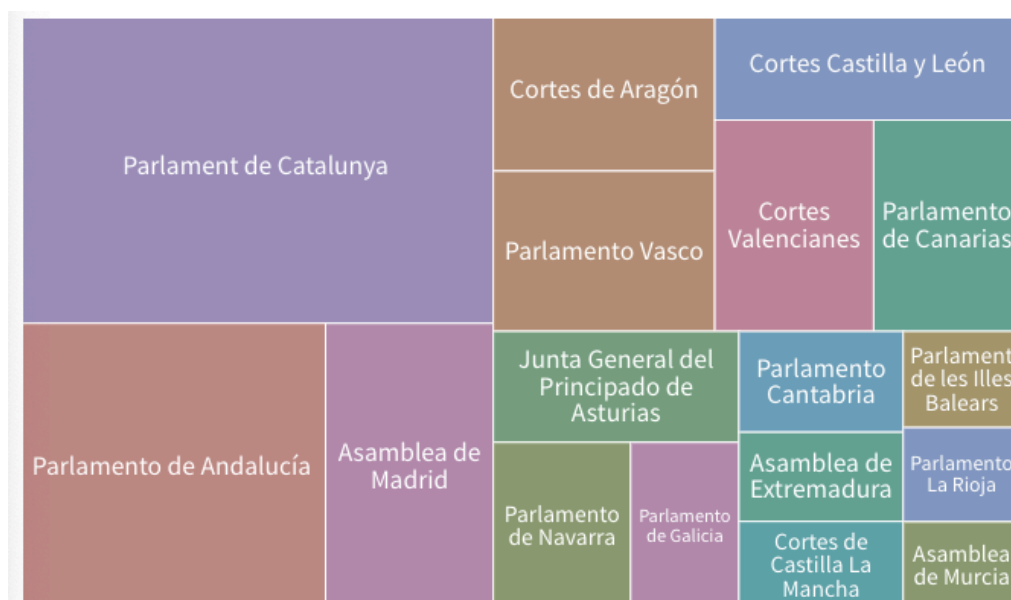 Parlament de Catalunya
Cortes de Aragón
Cortes Castilla y León
Parlamento Vasco
Cortes
Valencianes
Parlamento
de Canarias
Parlamento de Andalucía
Asamblea de
Madrid
Junta General del
Principado de
Asturias
Parlamento
Cantabria
Parlament
de les Illes
Balears
Parlamento
de Navarra
Parlamento
de Galicia
Asamblea de
Extremadura
Parlamento
La Rioja
Cortes de
Castilla La
Mancha
Asamblea
de Murcia